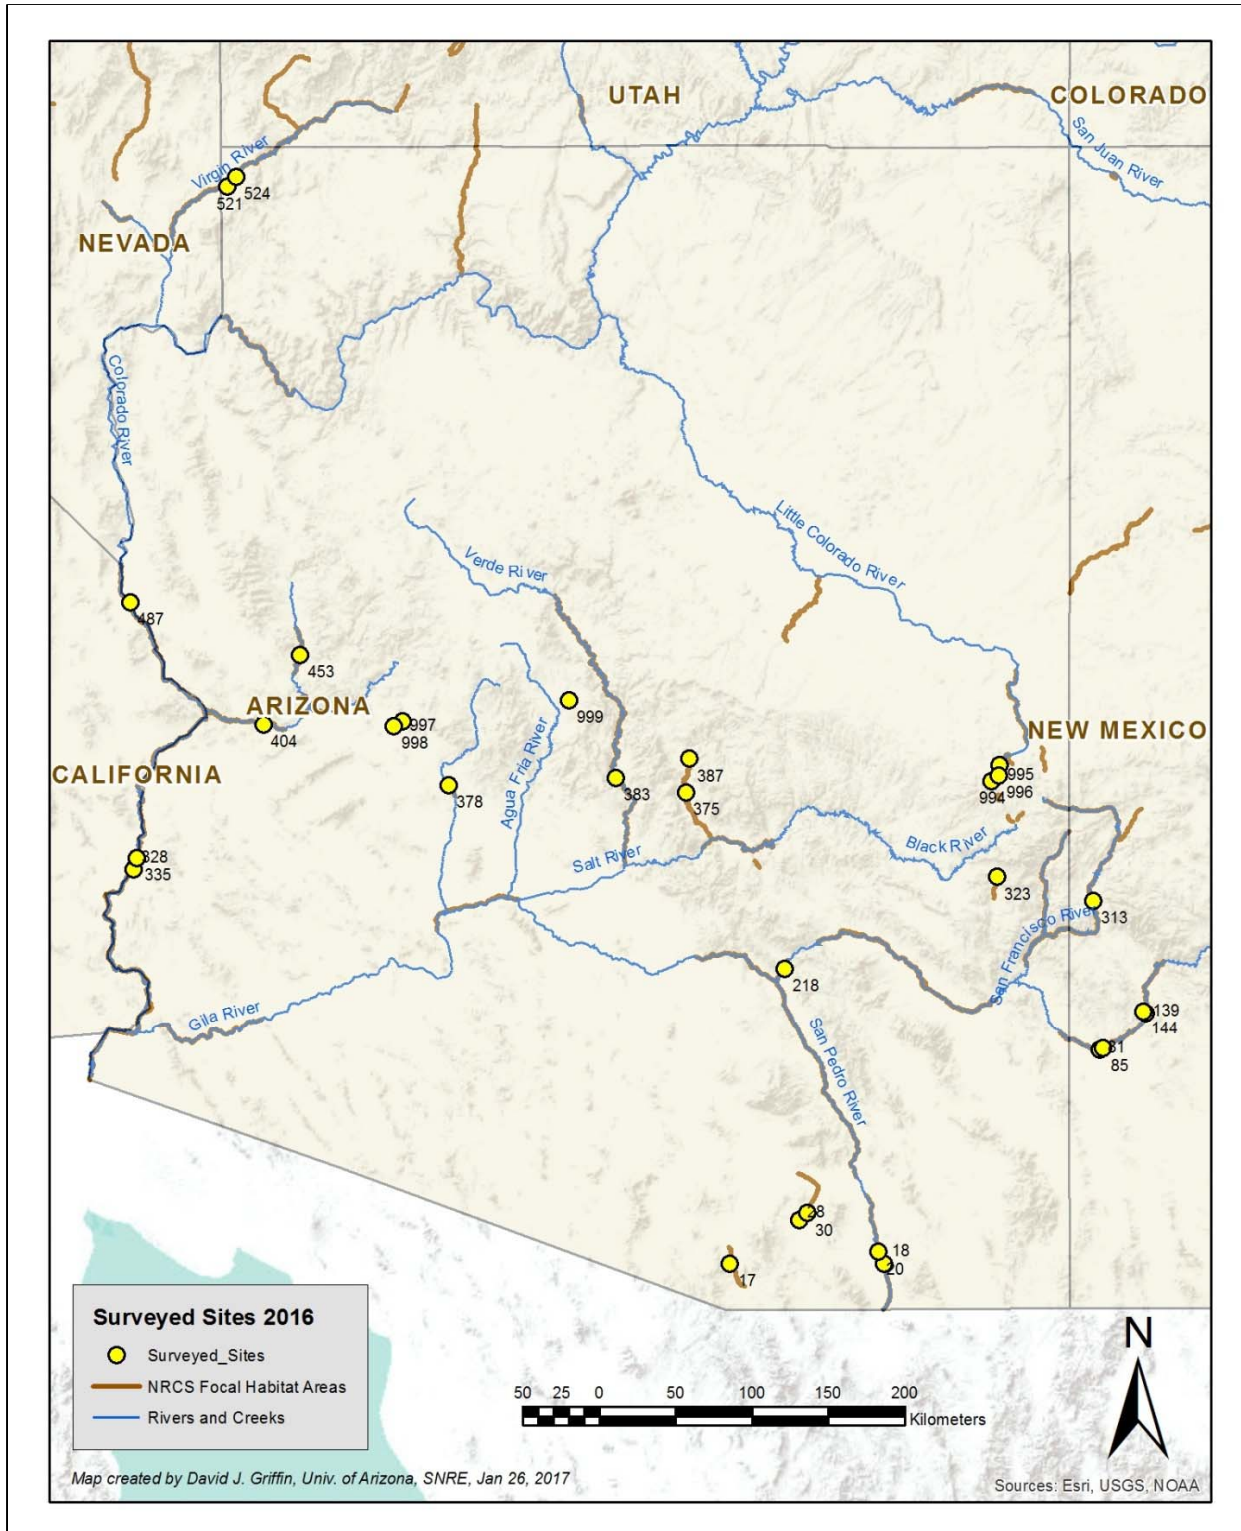 UTAH
COLORADO
San Juan River
Virgin River
524
521
NEVADA
Colorado River
Little Colorado River
Verde River
487
453
ARIZONA
404
997
998
999
Agua Fria River
378
383
387
375
NEW MEXICO
995
996
994
CALIFORNIA
328
335
Salt River
Black River
323
313
San Francisco River
218
Gila River
San Pedro River
139
144
81
85
28
30
18
20
17
Surveyed Sites 2016
Surveyed_Sites
NRCS Focal Habitat Areas
Rivers and Creeks
50 25 0 50 100 150 200
Kilometers
N
Map created by David J. Griffin, Univ. of Arizona, SNRE, Jan 26, 2017
Sources: Esri, USGS, NOAA